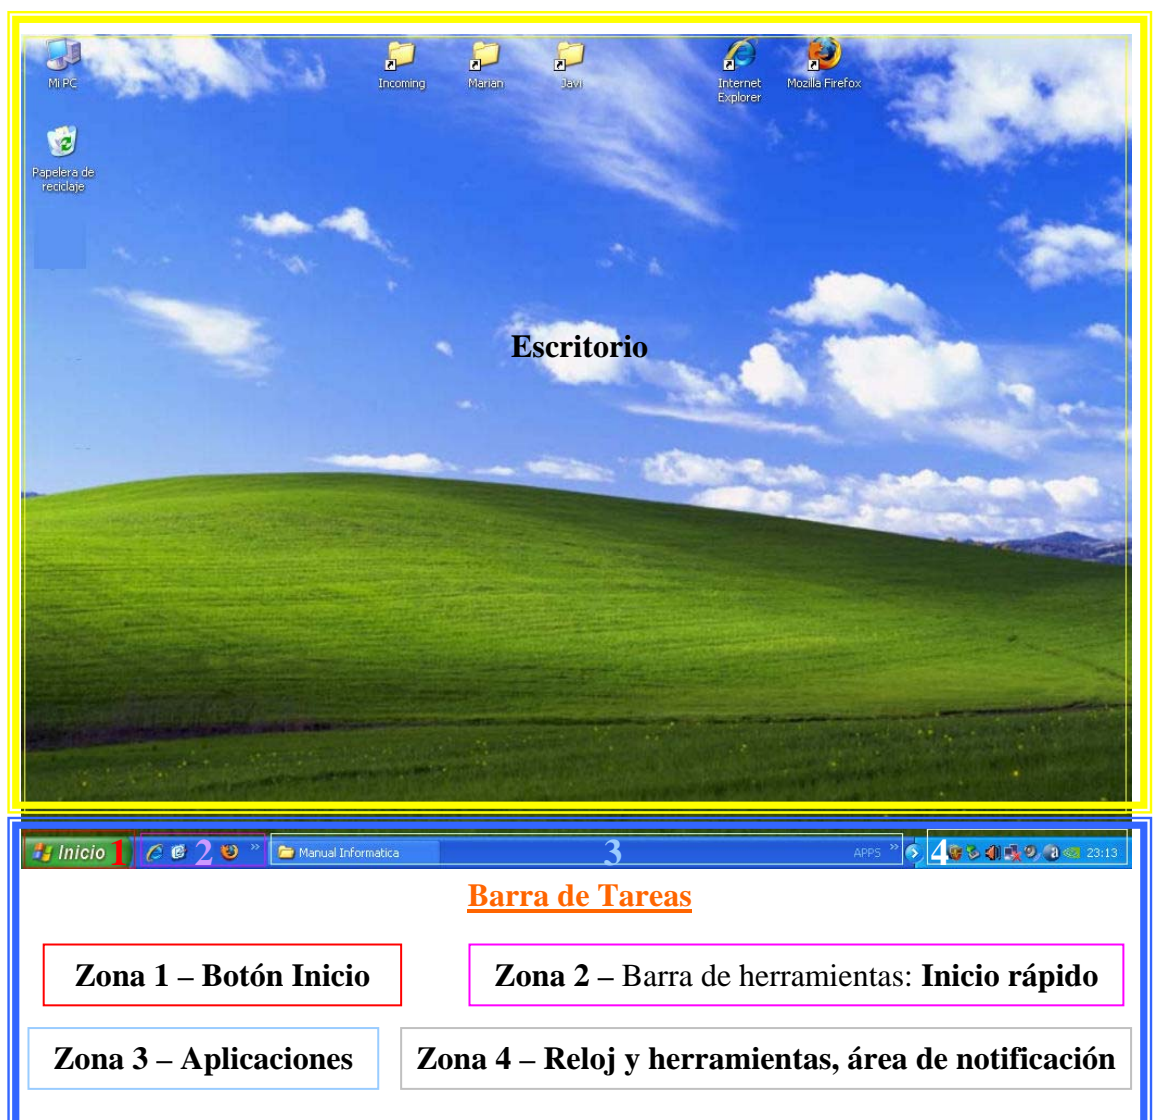 Mi PC
Incoming
Marian
Javi
Internet
Explorer
Mozilla Firefox
Papelera de
reciclaje
Escritorio
Inicio 1 2 » Manual Informatica 3 APPS » 4 23:13
Barra de Tareas
Zona 1 – Botón Inicio
Zona 2 – Barra de herramientas: Inicio rápido
Zona 3 – Aplicaciones
Zona 4 – Reloj y herramientas, área de notificación